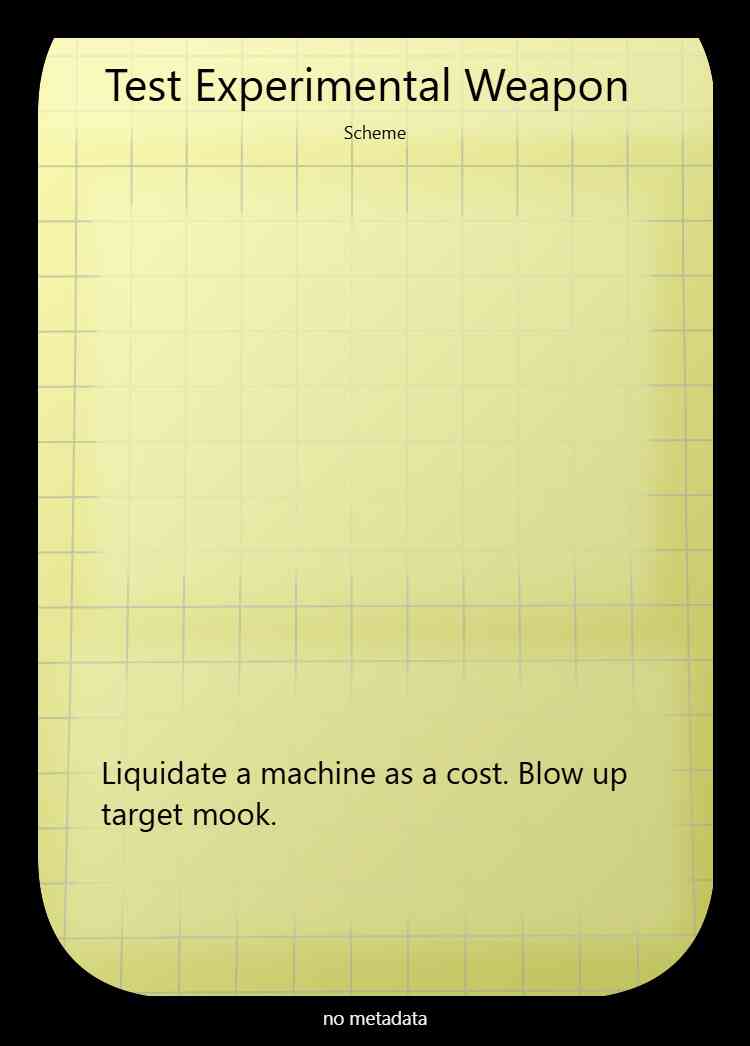 Test Experimental Weapon
Scheme
Liquidate a machine as a cost. Blow up
target mook.
no metadata